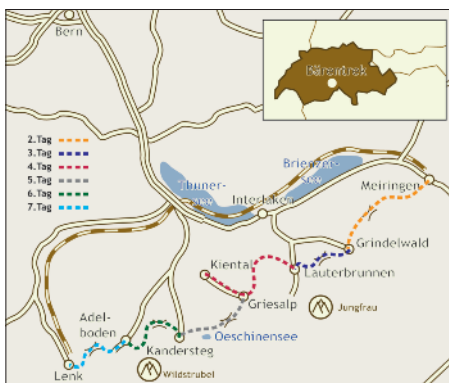 Bern
Bärentrek
2.Tag
3.Tag
4.Tag
5.Tag
6.Tag
7.Tag
Thuner-
see
Brienzer-
see
Interlaken
Meiringen
Grindelwald
Kiental
Lauterbrunnen
Griesalp
Jungfrau
Adel-
boden
Oeschinensee
Kandersteg
Lenk
Wildstrubel